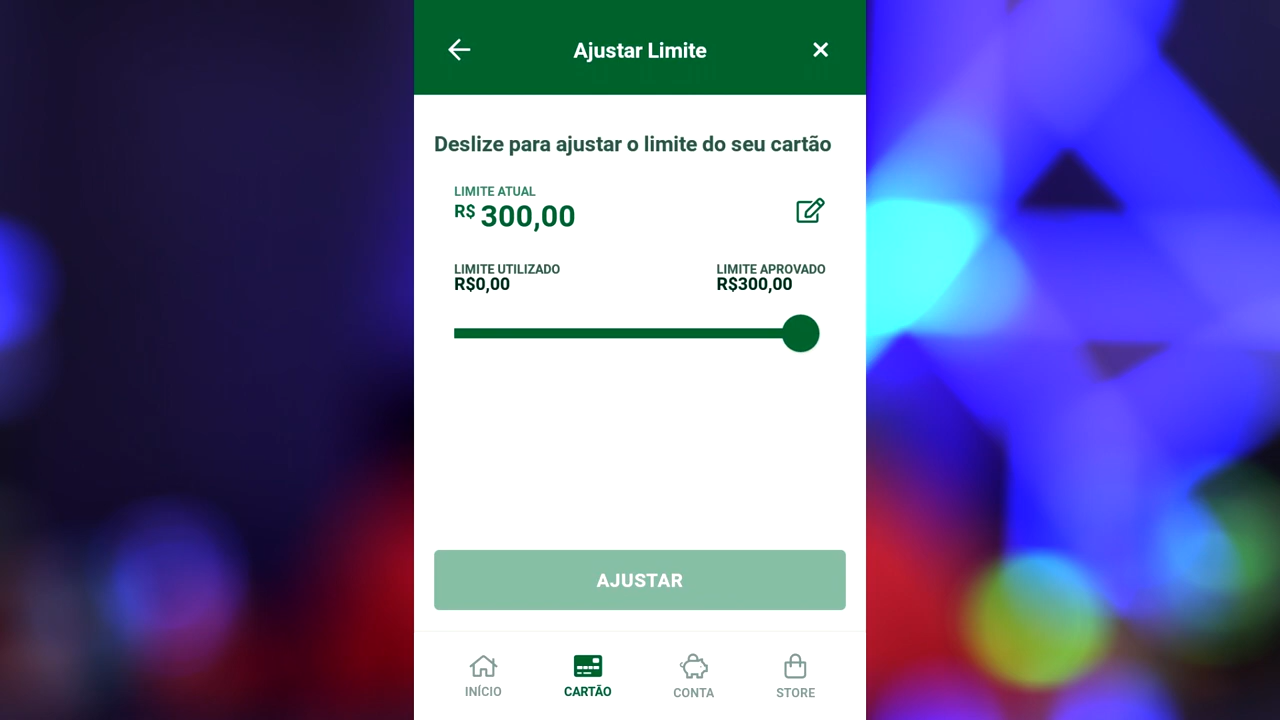 Ajustar Limite
Deslize para ajustar o limite do seu cartão
LIMITE ATUAL
R$ 300,00
LIMITE UTILIZADO
R$0,00
LIMITE APROVADO
R$300,00
AJUSTAR
INÍCIO
CARTÃO
CONTA
STORE